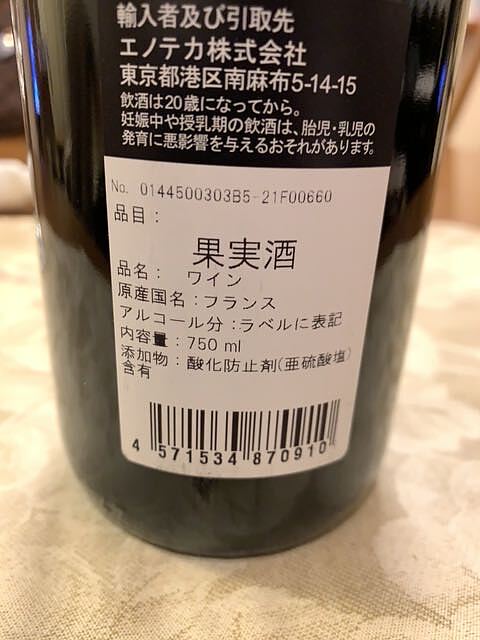 輸入者及び引取先
エノテカ株式会社
東京都港区南麻布5-14-15
飲酒は20歳になってから。
妊娠中や授乳期の飲酒は、胎児・乳児の
発育に悪影響を与えるおそれがあります。
No. 0144500303B5-21F00660
品目：
果実酒
品名： ワイン
原産国名：フランス
アルコール分：ラベルに表記
内容量：750 ml
添加物：酸化防止剤(亜硫酸塩)
含有
4 571534 870910